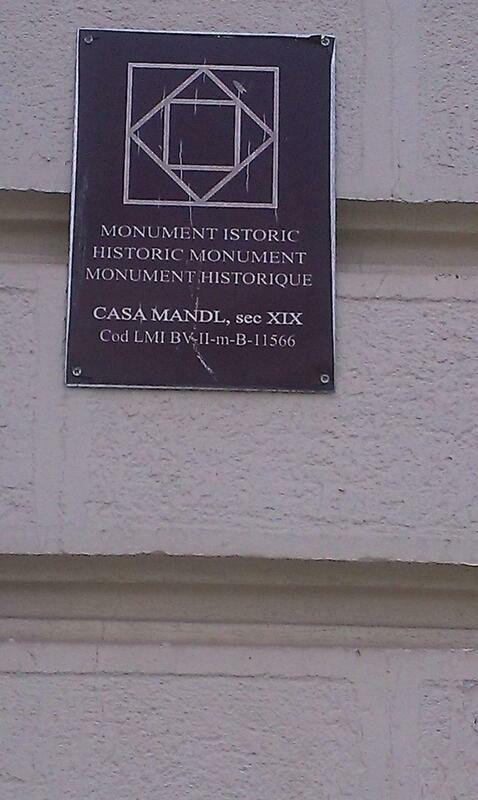 MONUMENT ISTORIC
HISTORIC MONUMENT
MONUMENT HISTORIQUE
CASA MANDL, sec XIX
Cod LMI BV-II-m-B-11566